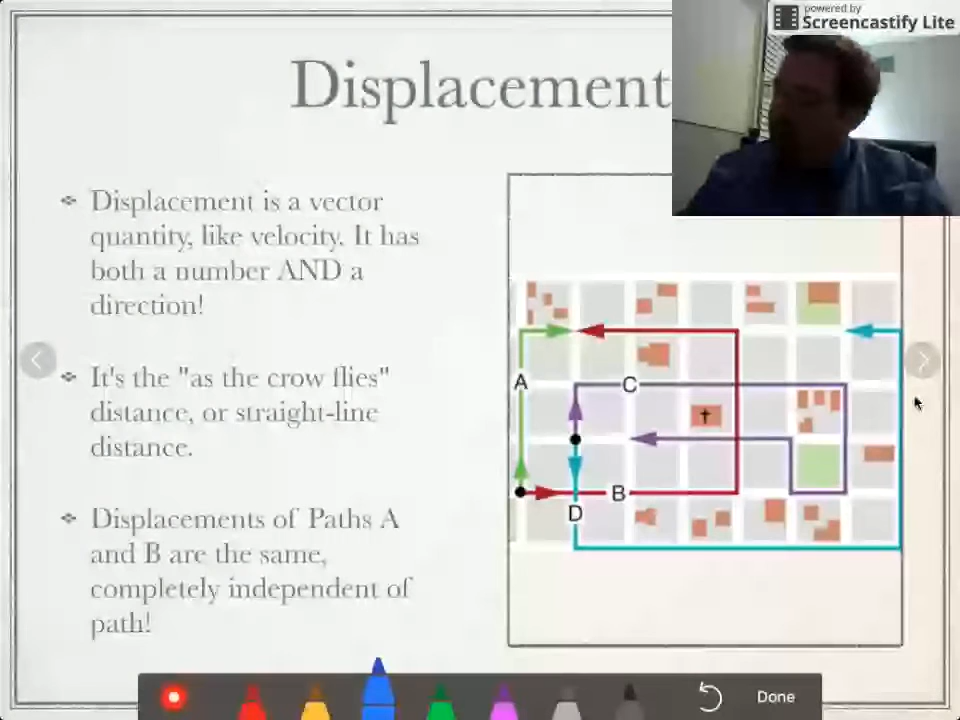 powered by
Screencastify Lite
Displacement
Displacement is a vector
quantity, like velocity. It has
both a number AND a
direction!
It's the "as the crow flies"
distance, or straight-line
distance.
Displacements of Paths A
and B are the same,
completely independent of
path!
A
C
B
D
Done